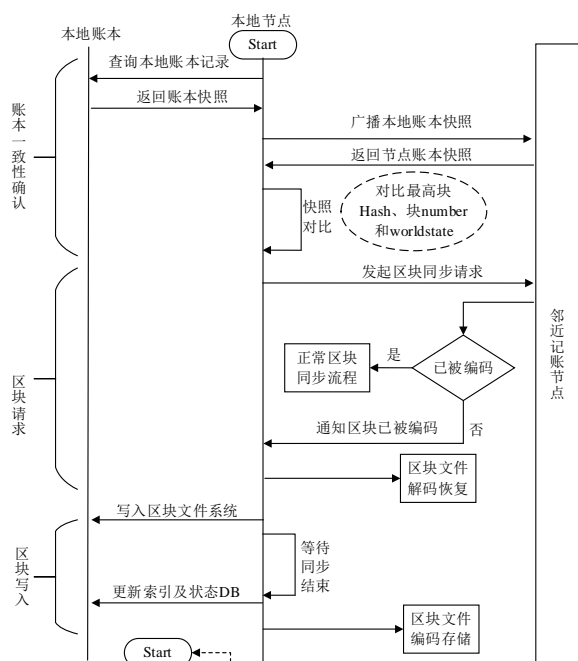 本地账本
本地节点
Start
查询本地账本记录
返回账本快照
广播本地账本快照
返回节点账本快照
账本一致性确认
快照
对比
对比最高块
Hash、块number
和worldstate
发起区块同步请求
邻近记账节点
已被编码
是
正常区块
同步流程
否
通知区块已被编码
区块请求
区块文件
解码恢复
写入区块文件系统
等待
同步
结束
区块写入
更新索引及状态DB
区块文件
编码存储
Start